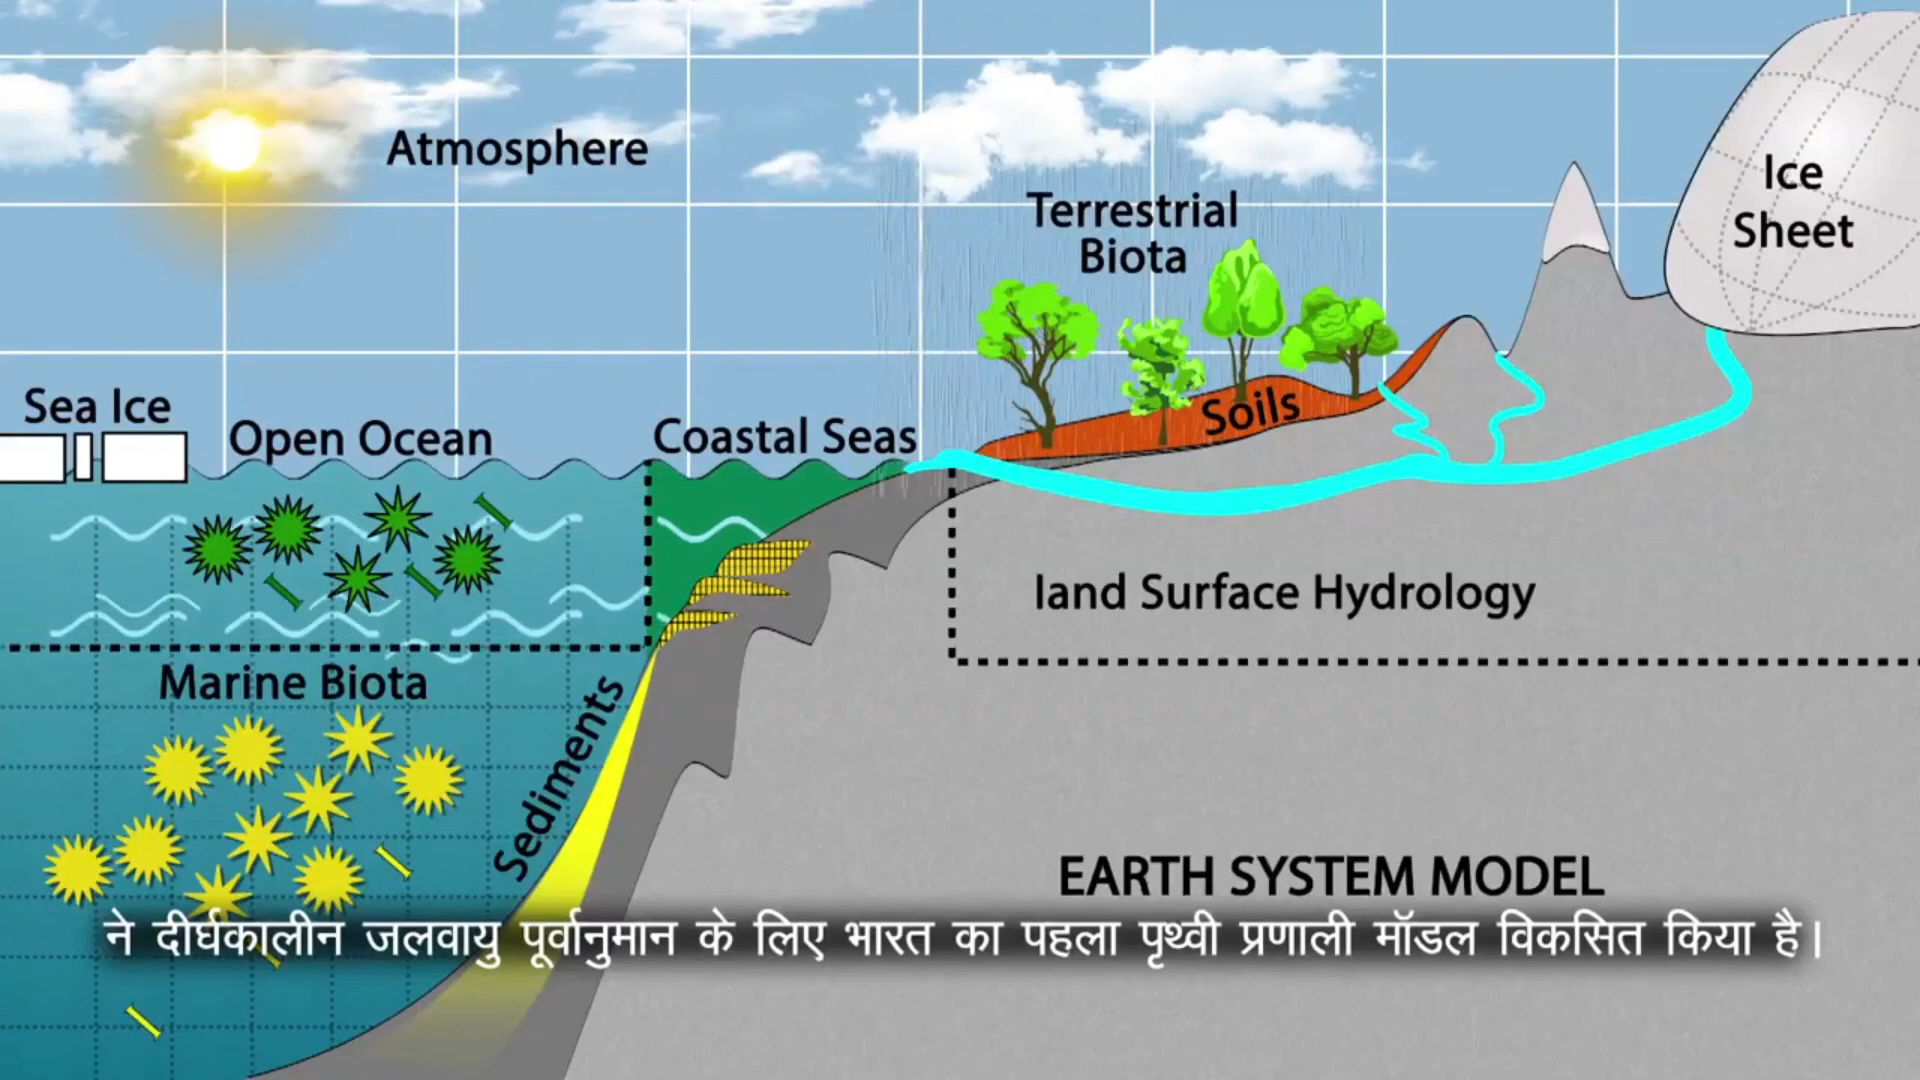 Atmosphere
Terrestrial
Biota
Ice
Sheet
Sea Ice
Open Ocean
Coastal Seas
Soils
land Surface Hydrology
Marine Biota
Sediments
EARTH SYSTEM MODEL
ने दीर्घकालीन जलवायु पूर्वानुमान के लिए भारत का पहला पृथ्वी प्रणाली मॉडल विकसित किया है।